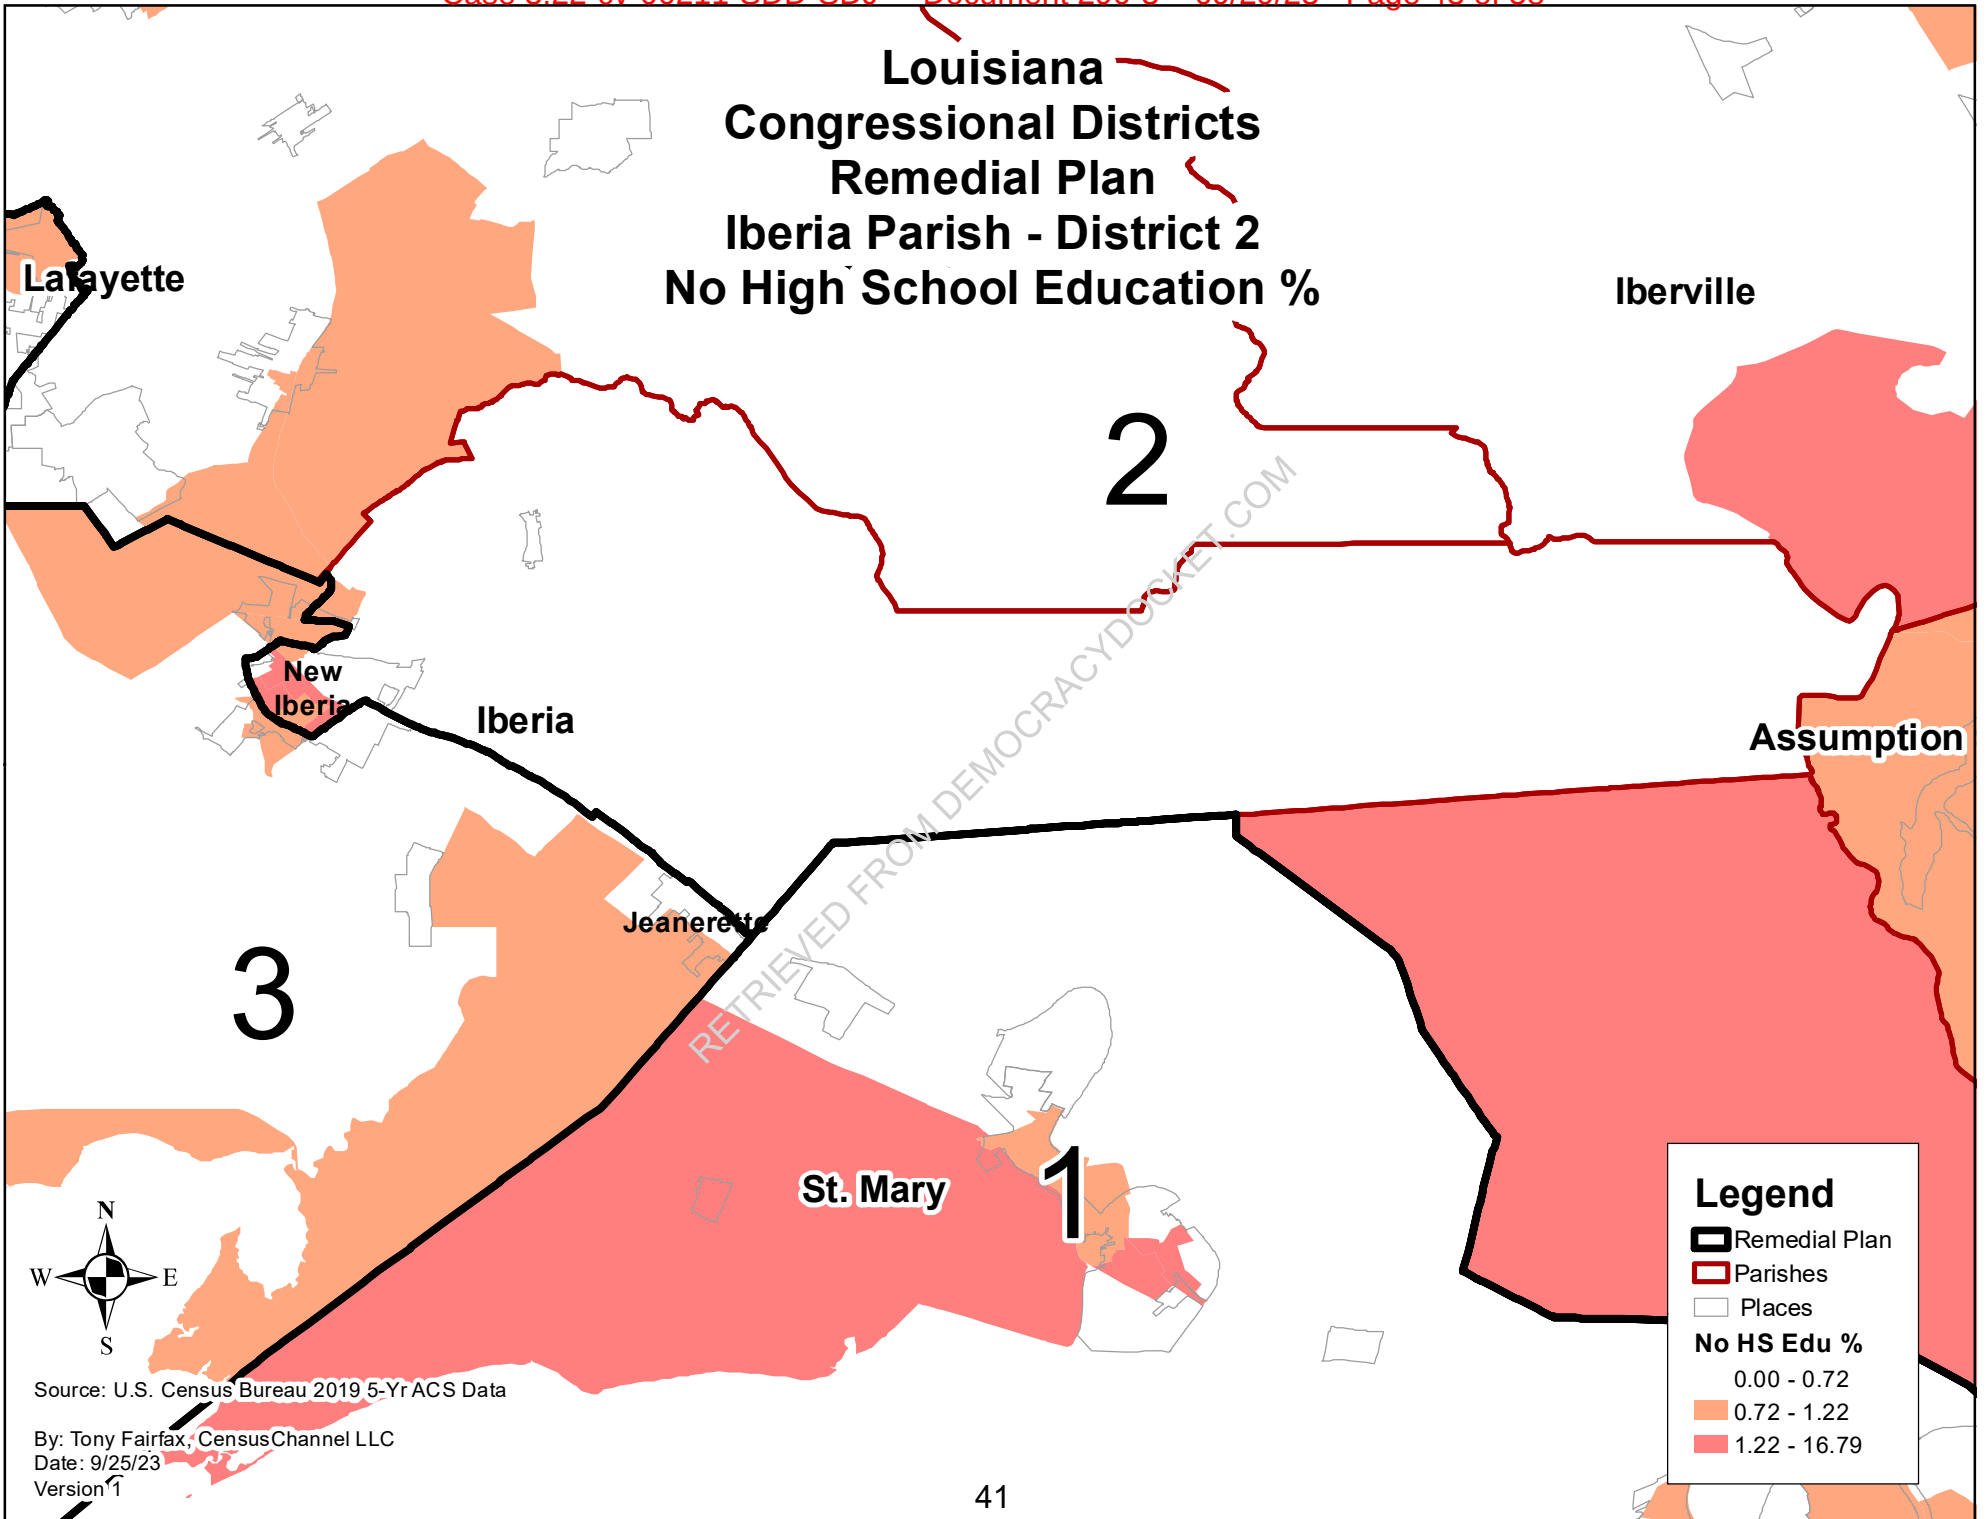 Louisiana
Congressional Districts
Remedial Plan
Iberia Parish - District 2
No High School Education %
Lafayette
Iberville
2
New
Iberia
Iberia
Assumption
Jeanerette
3
St. Mary
1
RETRIEVED FROM DEMOCRACYDOCKET.COM
N
W E
S
Legend
Remedial Plan
Parishes
Places
No HS Edu %
0.00 - 0.72
0.72 - 1.22
1.22 - 16.79
Source: U.S. Census Bureau 2019 5-Yr ACS Data
By: Tony Fairfax, CensusChannel LLC
Date: 9/25/23
Version 1
41